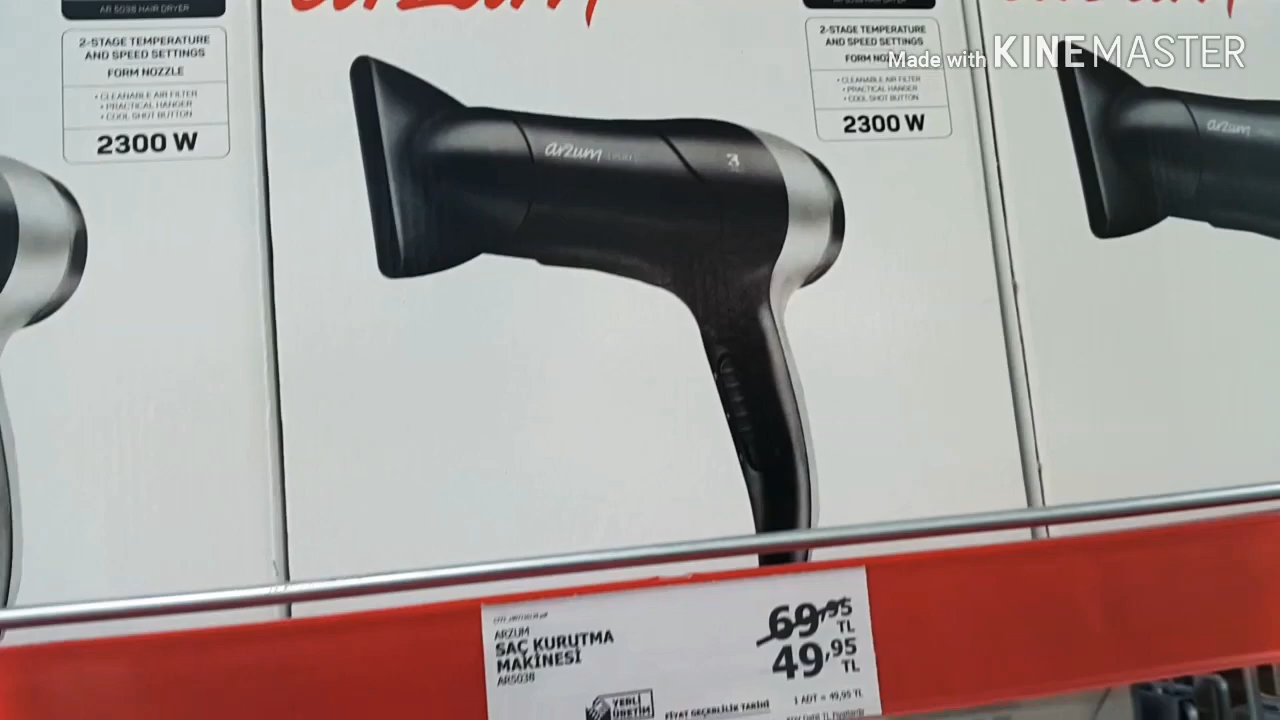 AR 5038 HAIR DRYER
2-STAGE TEMPERATURE
AND SPEED SETTINGS
FORM NOZZLE
• CLEANABLE AIR FILTER
• PRACTICAL HANGER
• COOL SHOT BUTTON
2300 W
arzum
arzum
2-STAGE TEMPERATURE
AND SPEED SETTINGS
FORM NOZZLE
• CLEANABLE AIR FILTER
• PRACTICAL HANGER
• COOL SHOT BUTTON
2300 W
Made with KINEMASTER
arzum
ARZUM
SAÇ KURUTMA
MAKİNESİ
AR5038
69,95
TL
49,95
TL
1 ADT = 49,95 TL
YERLİ
ÜRETİM
FİYAT GEÇERLİLİK TARİHİ